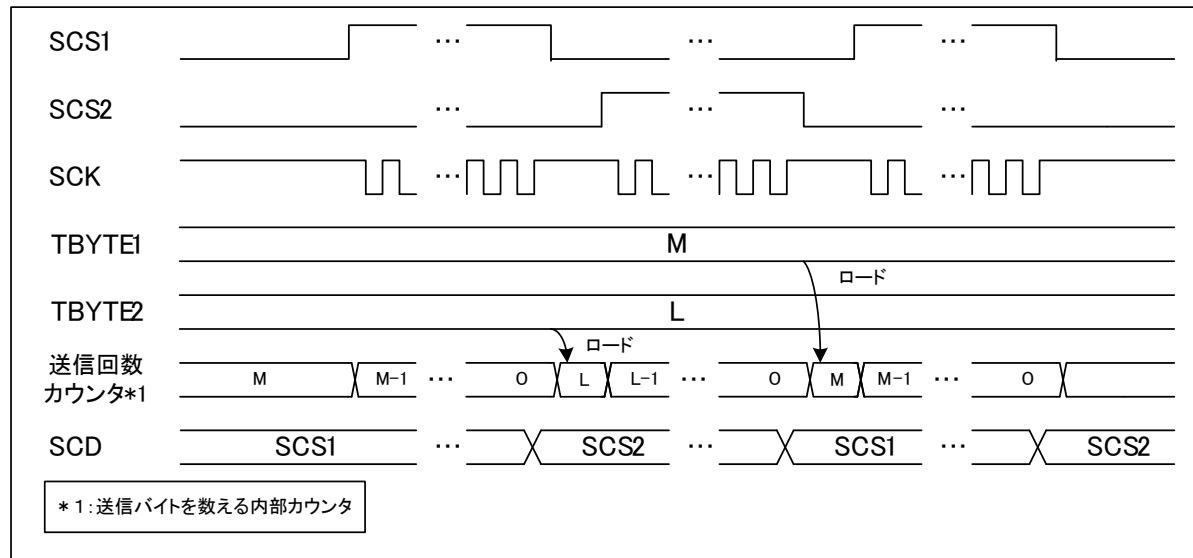 SCS1 ... ... ...
SCS2 ... ... ...
SCK ... ... ...
TBYTE1 M
ロード
TBYTE2 L
ロード
送信回数
カウンタ*1 M M-1 ... 0 L L-1 ... 0 M M-1 ... 0
SCD SCS1 ... SCS2 ... SCS1 ... SCS2
*1:送信バイトを数える内部カウンタ